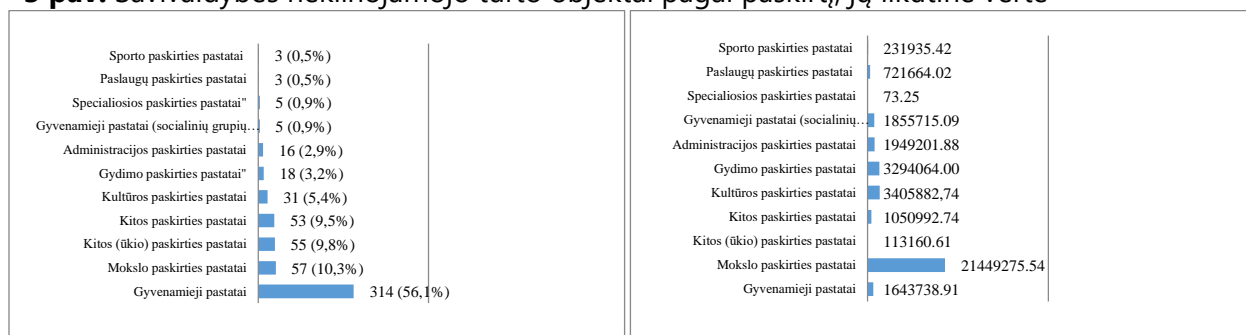 3 pav. Savivaldybės nekilnojamojo turto objektai pagal paskirtį, jų likutinė vertė
Sporto paskirties pastatai 3 (0,5%)
Paslaugų paskirties pastatai 3 (0,5%)
Specialiosios paskirties pastatai" 5 (0,9%)
Gyvenamieji pastatai (socialinių grupių… 5 (0,9%)
Administracijos paskirties pastatai 16 (2,9%)
Gydimo paskirties pastatai" 18 (3,2%)
Kultūros paskirties pastatai 31 (5,4%)
Kitos paskirties pastatai 53 (9,5%)
Kitos (ūkio) paskirties pastatai 55 (9,8%)
Mokslo paskirties pastatai 57 (10,3%)
Gyvenamieji pastatai 314 (56,1%)
Sporto paskirties pastatai 231935.42
Paslaugų paskirties pastatai 721664.02
Specialiosios paskirties pastatai 73.25
Gyvenamieji pastatai (socialinių… 1855715.09
Administracijos paskirties pastatai 1949201.88
Gydimo paskirties pastatai 3294064.00
Kultūros paskirties pastatai 3405882,74
Kitos paskirties pastatai 1050992.74
Kitos (ūkio) paskirties pastatai 113160.61
Mokslo paskirties pastatai 21449275.54
Gyvenamieji pastatai 1643738.91